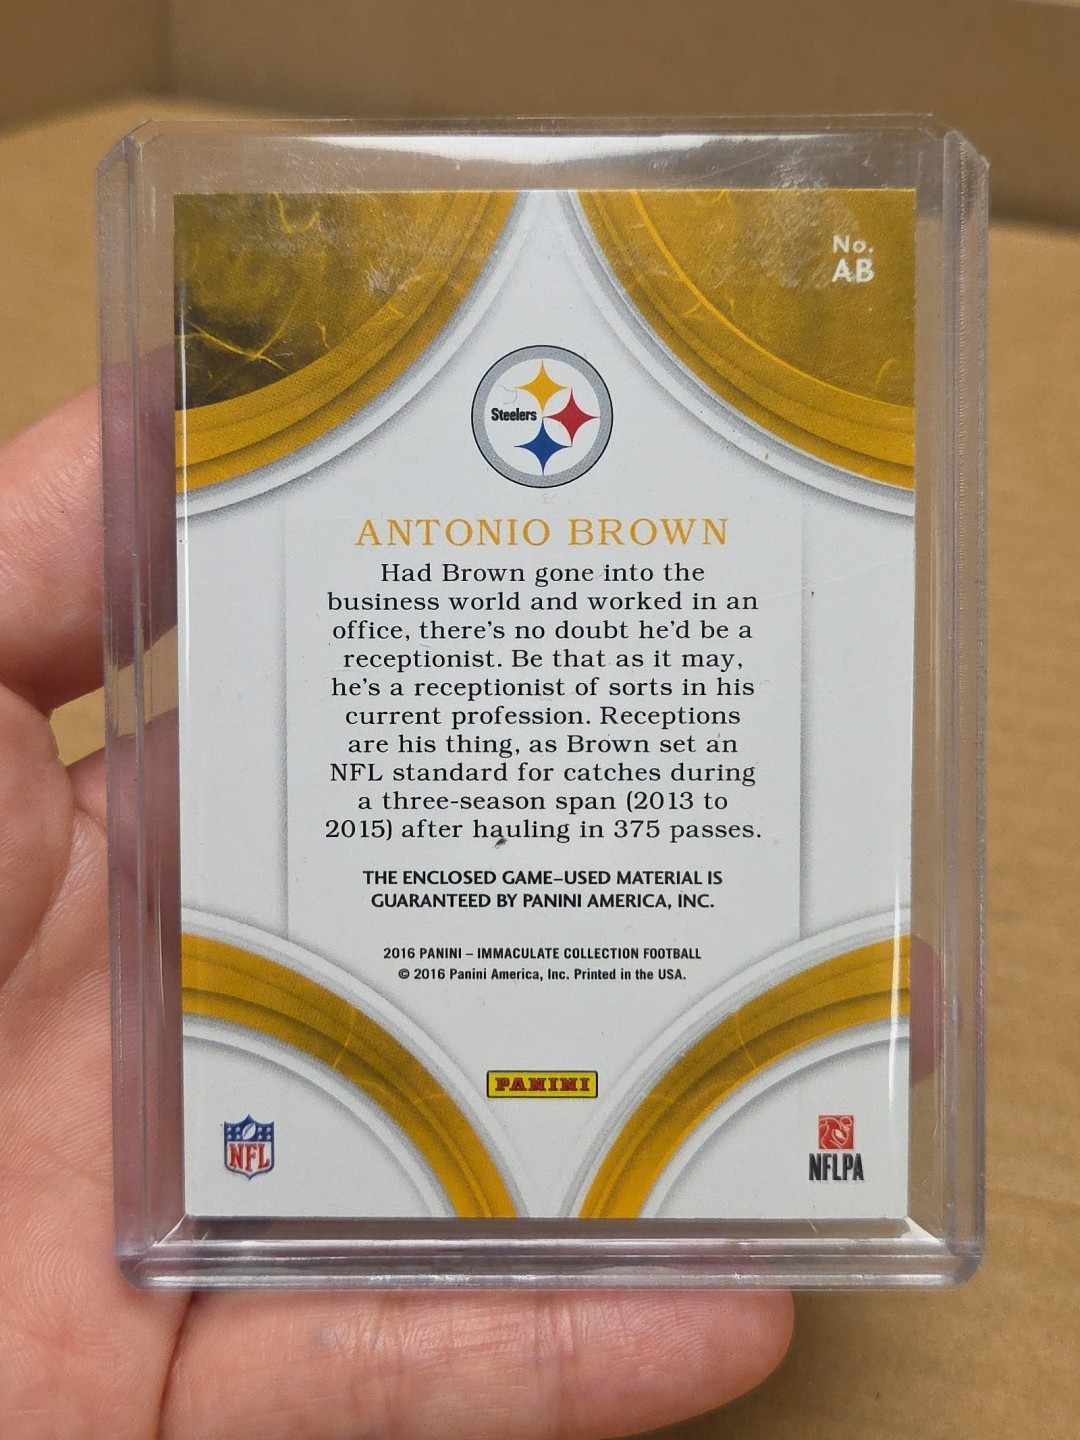 No.
AB
Steelers
ANTONIO BROWN
Had Brown gone into the
business world and worked in an
office, there's no doubt he'd be a
receptionist. Be that as it may,
he's a receptionist of sorts in his
current profession. Receptions
are his thing, as Brown set an
NFL standard for catches during
a three-season span (2013 to
2015) after hauling in 375 passes.
THE ENCLOSED GAME–USED MATERIAL IS
GUARANTEED BY PANINI AMERICA, INC.
2016 PANINI – IMMACULATE COLLECTION FOOTBALL
© 2016 Panini America, Inc. Printed in the USA.
PANINI
NFL
NFLPA